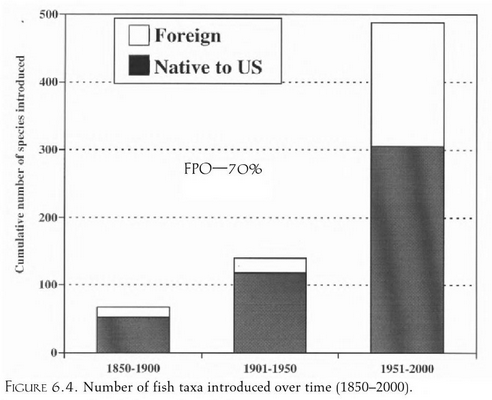 500
Foreign
Native to US
400
300
FPO—70%
200
100
0
Cumulative number of species introduced
1850-1900 1901-1950 1951-2000
FIGURE 6.4. Number of fish taxa introduced over time (1850–2000).